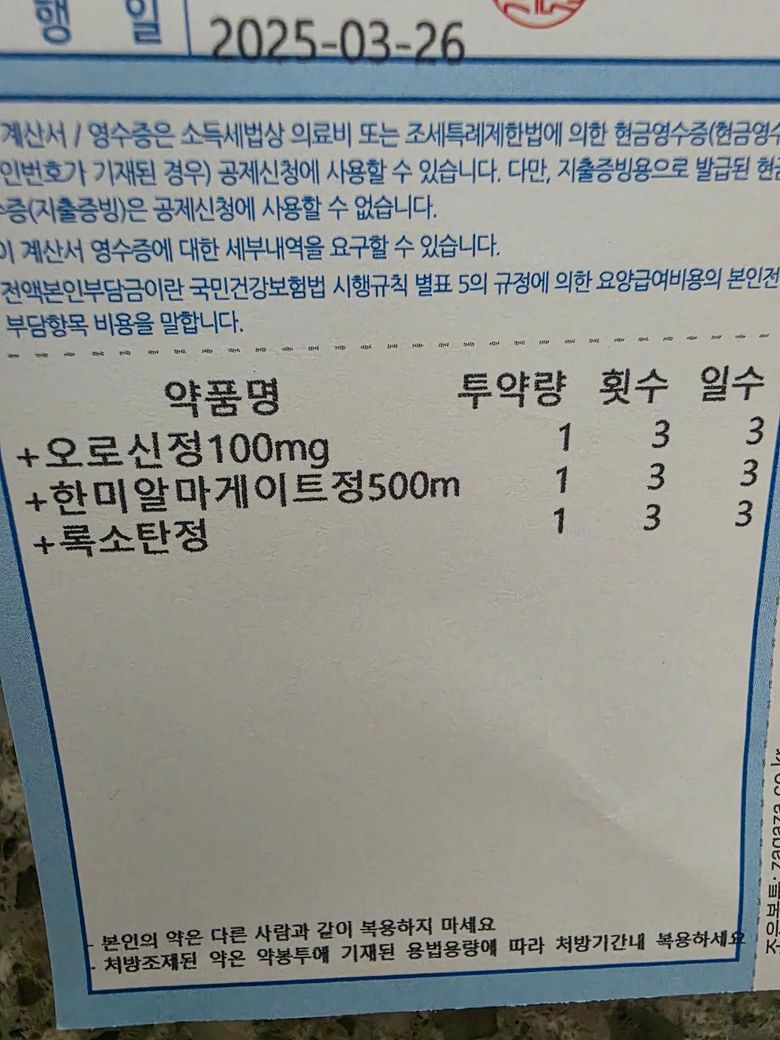 행 일 2025-03-26
계산서 / 영수증은 소득세법상 의료비 또는 조세특례제한법에 의한 현금영수증(현금영수
인번호가 기재된 경우) 공제신청에 사용할 수 있습니다. 다만, 지출증빙용으로 발급된 현금
수증(지출증빙)은 공제신청에 사용할 수 없습니다.
이 계산서 영수증에 대한 세부내역을 요구할 수 있습니다.
전액본인부담금이란 국민건강보험법 시행규칙 별표 5의 규정에 의한 요양급여비용의 본인전
부담항목 비용을 말합니다.
약품명 투약량 횟수 일수
+오로신정100mg 1 3 3
+한미알마게이트정500m 1 3 3
+록소탄정 1 3 3
- 본인의 약은 다른 사람과 같이 복용하지 마세요
- 처방조제된 약은 약봉투에 기재된 용법용량에 따라 처방기간내 복용하세요
zagaza.co.kr